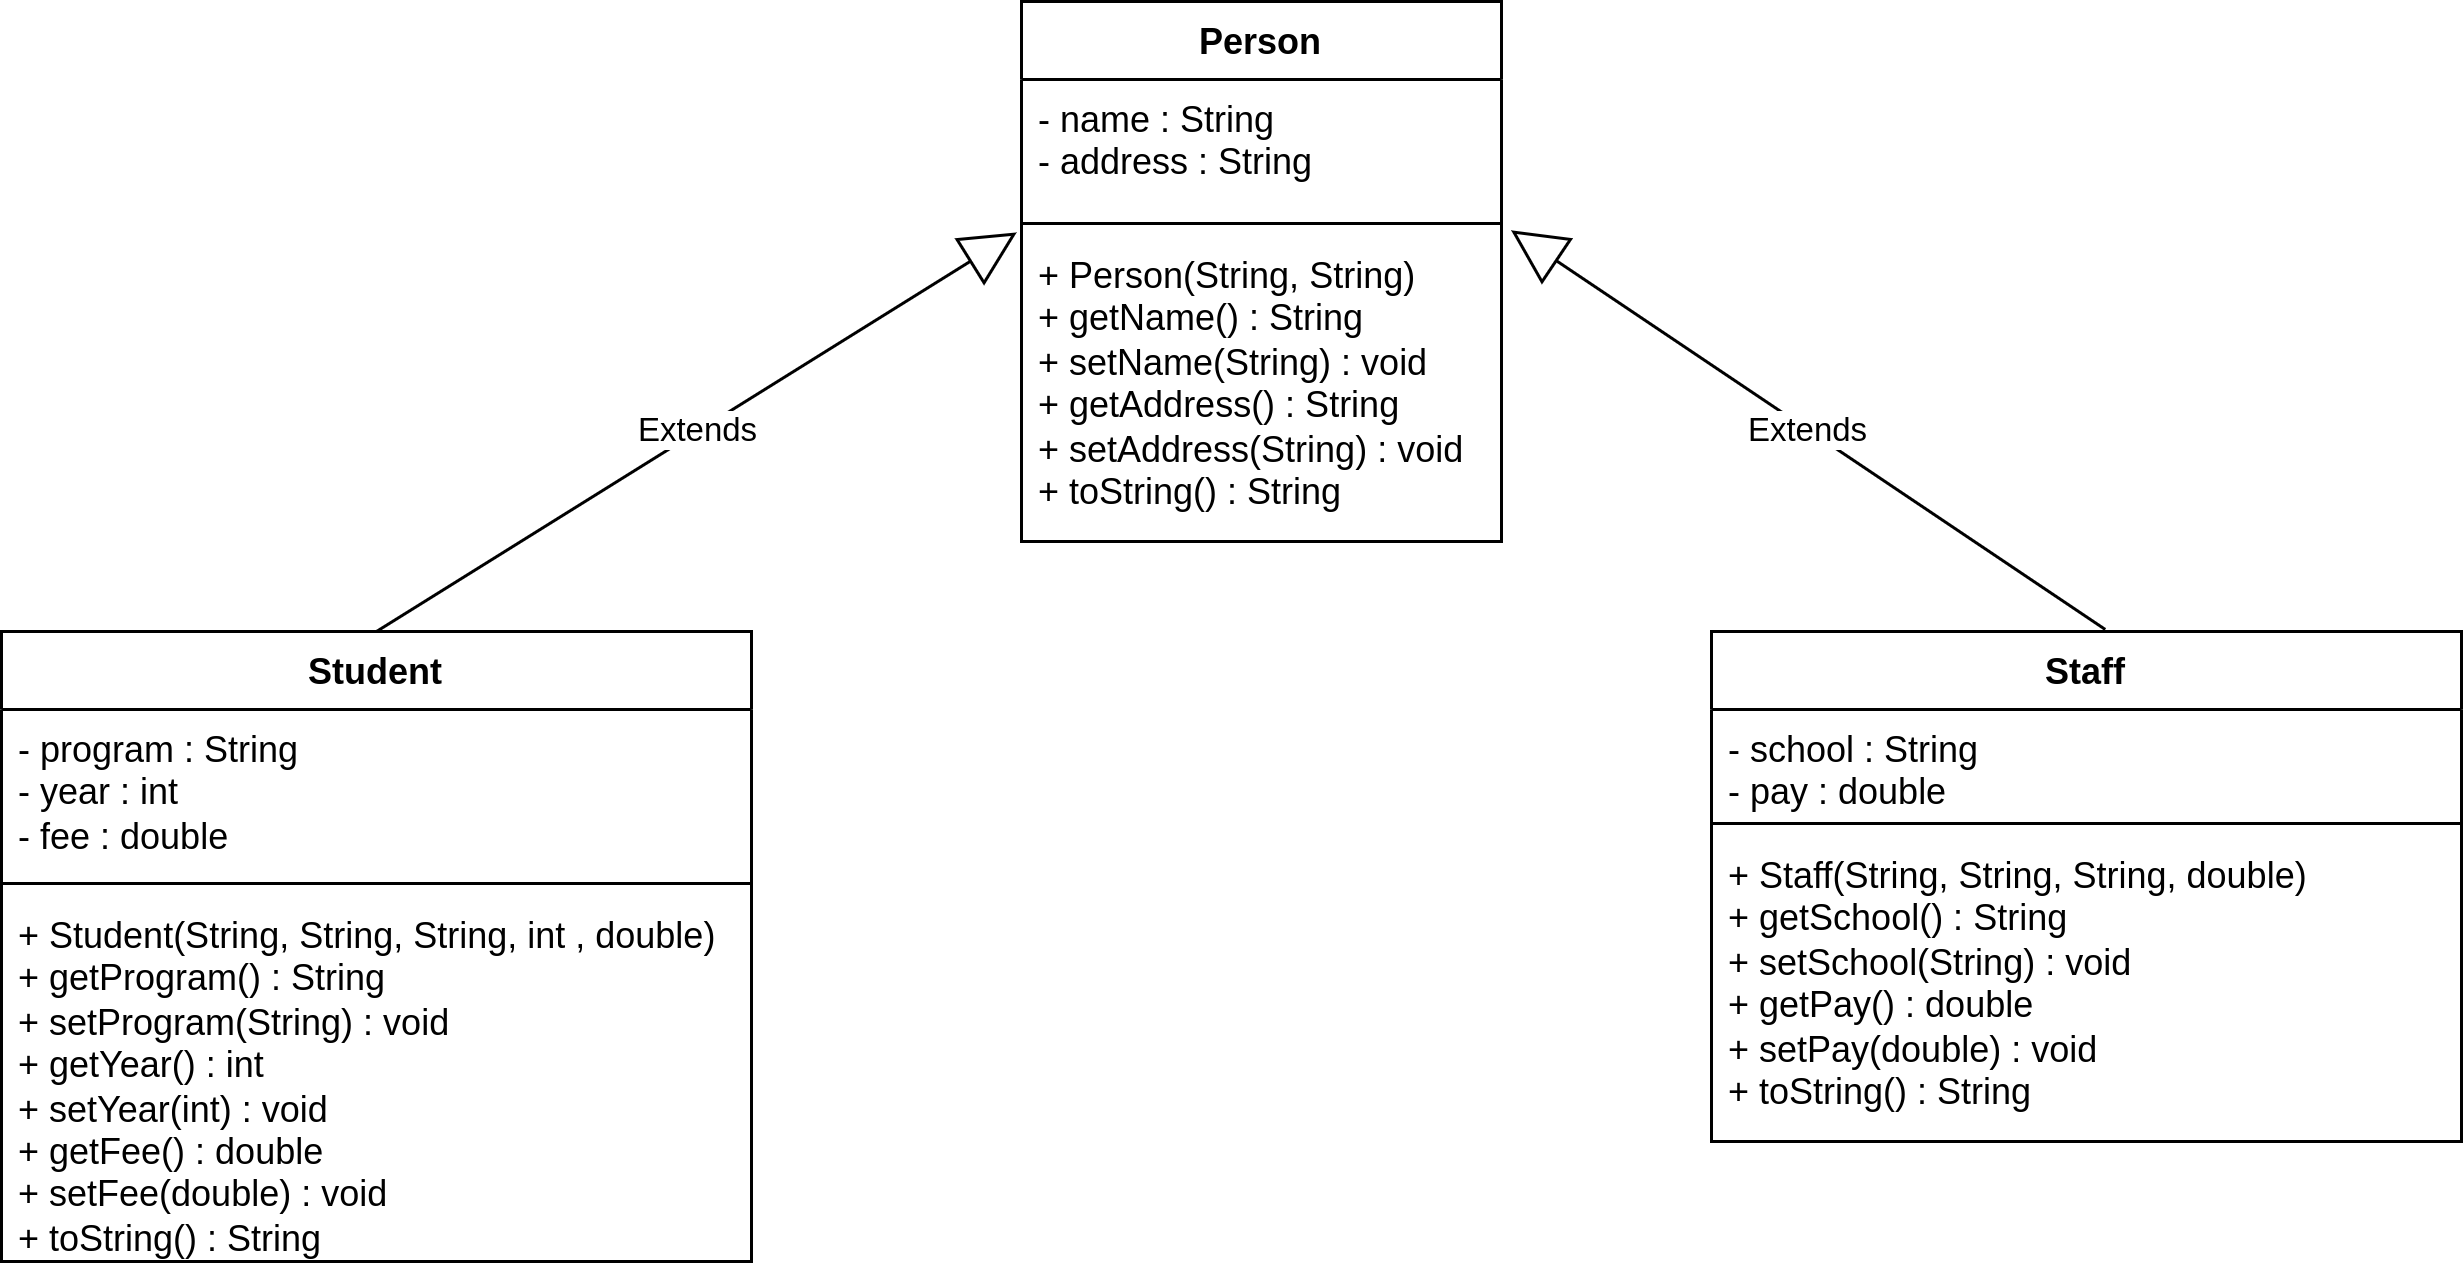 Person
- name : String
- address : String
+ Person(String, String)
+ getName() : String
+ setName(String) : void
+ getAddress() : String
+ setAddress(String) : void
+ toString() : String
Extends
Extends
Student
- program : String
- year : int
- fee : double
+ Student(String, String, String, int , double)
+ getProgram() : String
+ setProgram(String) : void
+ getYear() : int
+ setYear(int) : void
+ getFee() : double
+ setFee(double) : void
+ toString() : String
Staff
- school : String
- pay : double
+ Staff(String, String, String, double)
+ getSchool() : String
+ setSchool(String) : void
+ getPay() : double
+ setPay(double) : void
+ toString() : String